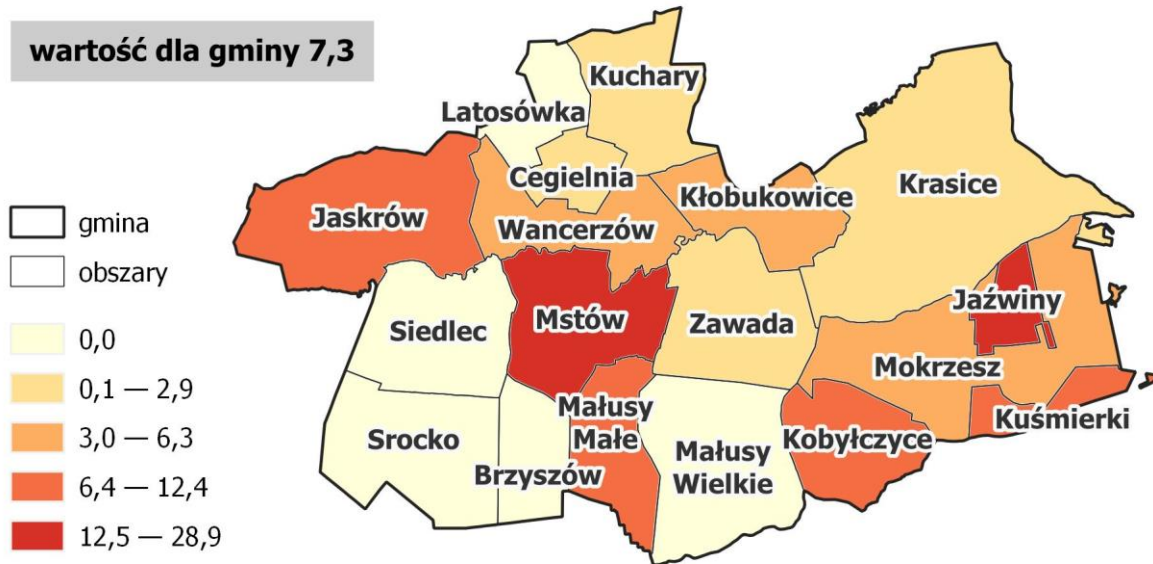 wartość dla gminy 7,3
gmina
obszary
0,0
0,1 — 2,9
3,0 — 6,3
6,4 — 12,4
12,5 — 28,9
Kuchary
Latosówka
Cegielnia
Kłobukowice
Krasice
Jaskrów
Wancerzów
Siedlec
Mstów
Zawada
Jaźwiny
Mokrzesz
Srocko
Brzyszów
Małusy
Małe
Małusy
Wielkie
Kobyłczyce
Kuśmierki